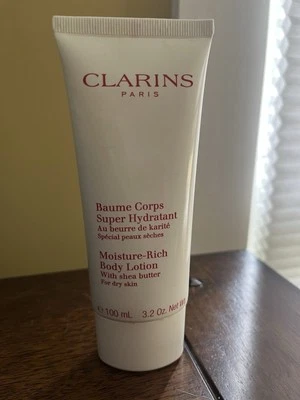 CLARINS
PARIS
Baume Corps
Super Hydratant
Au beurre de karité
Spécial peaux sèches
Moisture-Rich
Body Lotion
With shea butter
For dry skin
100 mL 3.2 Oz. Net